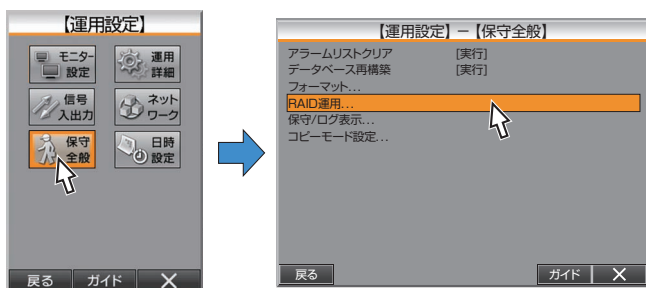 【運用設定】
モニター
設定
運用
詳細
信号
入出力
ネット
ワーク
保守
全般
日時
設定
戻る ガイド ×
【運用設定】－【保守全般】
アラームリストクリア [実行]
データベース再構築 [実行]
フォーマット...
RAID運用...
保守/ログ表示...
コピーモード設定...
戻る ガイド ×